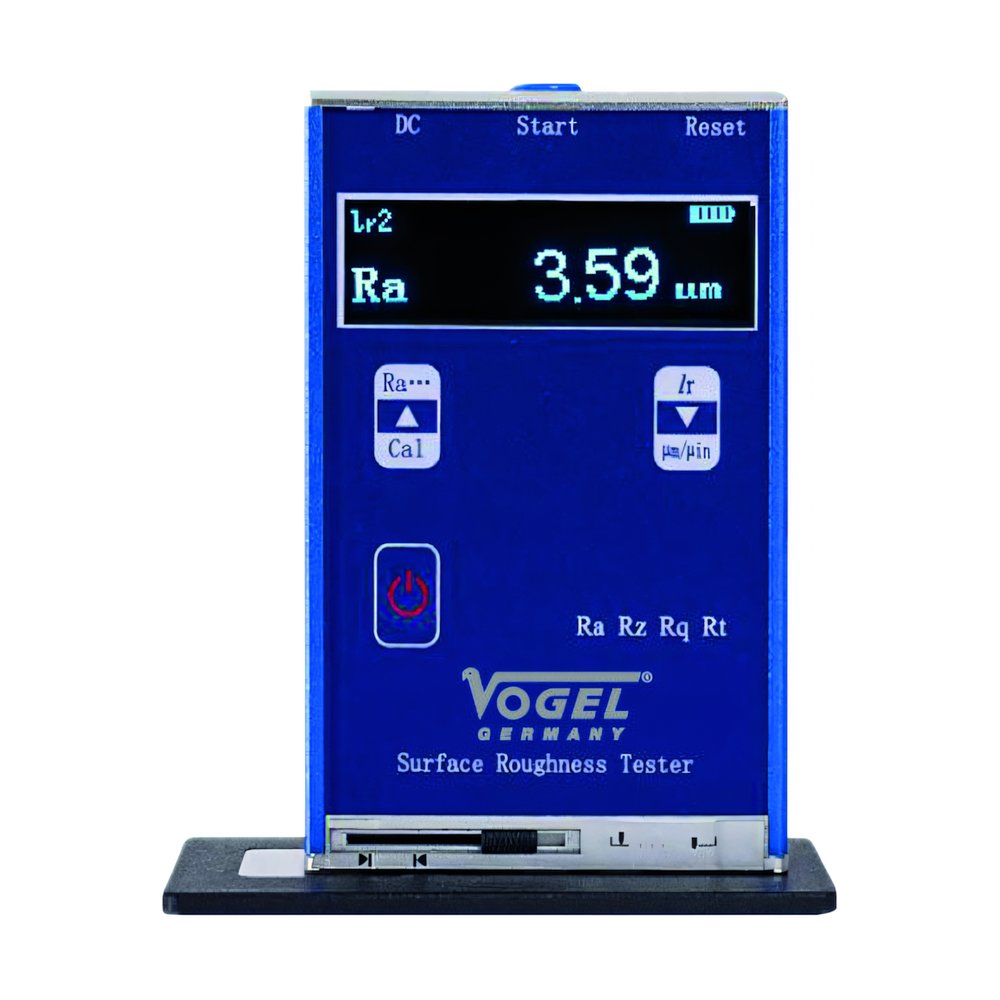 DC Start Reset
lr2
Ra 3.59 um
Ra··· lr
Cal μm/μin
Ra Rz Rq Rt
VOGEL
GERMANY
Surface Roughness Tester